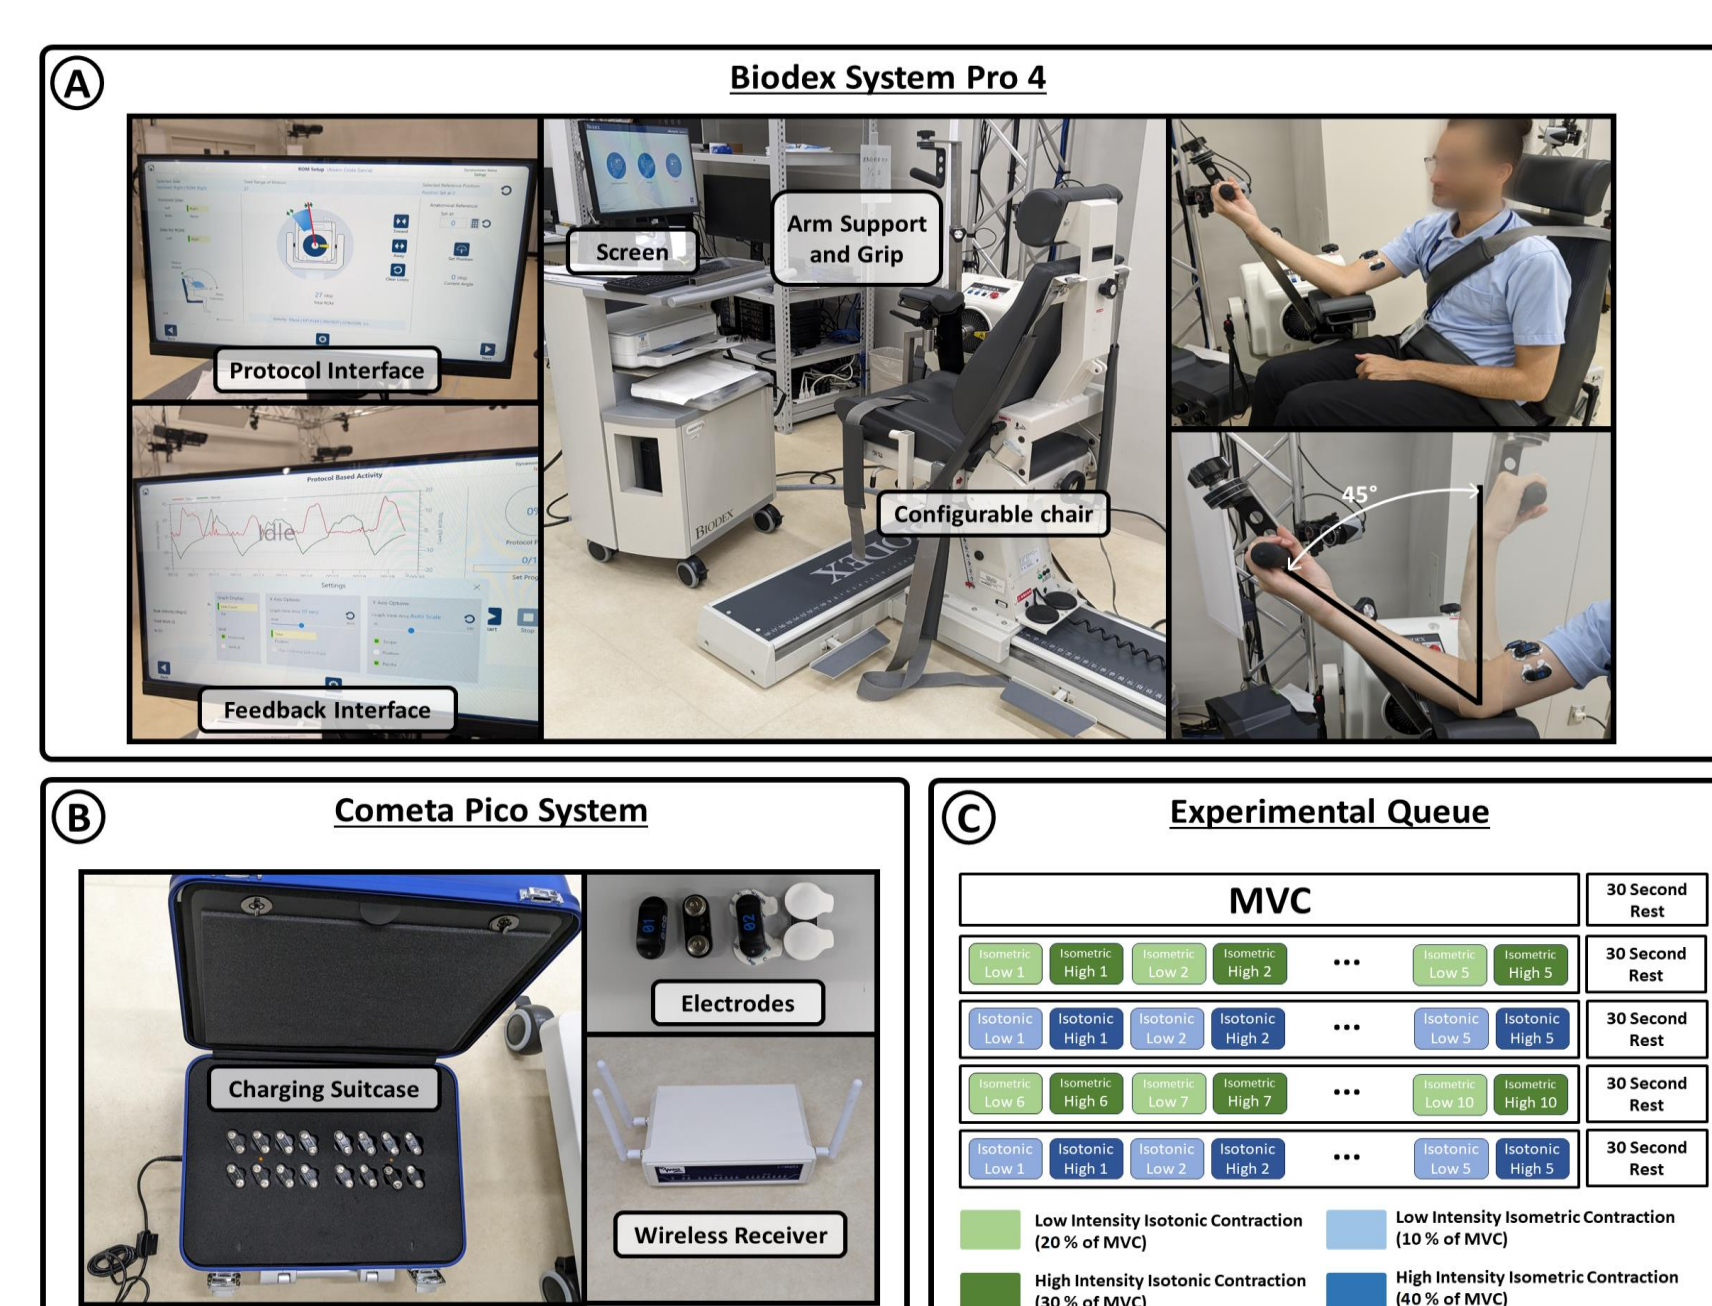 A
Biodex System Pro 4
Protocol Interface
Screen
Arm Support
and Grip
BIODEX
Configurable chair
45°
Protocol Based Activity
Idle
Settings
Feedback Interface
B
Cometa Pico System
01
02
Electrodes
Charging Suitcase
Wireless Receiver
C
Experimental Queue
MVC
30 Second
Rest
Isometric
Low 1
Isometric
High 1
Isometric
Low 2
Isometric
High 2
...
Isometric
Low 5
Isometric
High 5
30 Second
Rest
Isotonic
Low 1
Isotonic
High 1
Isotonic
Low 2
Isotonic
High 2
...
Isotonic
Low 5
Isotonic
High 5
30 Second
Rest
Isometric
Low 6
Isometric
High 6
Isometric
Low 7
Isometric
High 7
...
Isometric
Low 10
Isometric
High 10
30 Second
Rest
Isotonic
Low 1
Isotonic
High 1
Isotonic
Low 2
Isotonic
High 2
...
Isotonic
Low 5
Isotonic
High 5
30 Second
Rest
Low Intensity Isotonic Contraction
(20 % of MVC)
Low Intensity Isometric Contraction
(10 % of MVC)
High Intensity Isotonic Contraction
(30 % of MVC)
High Intensity Isometric Contraction
(40 % of MVC)